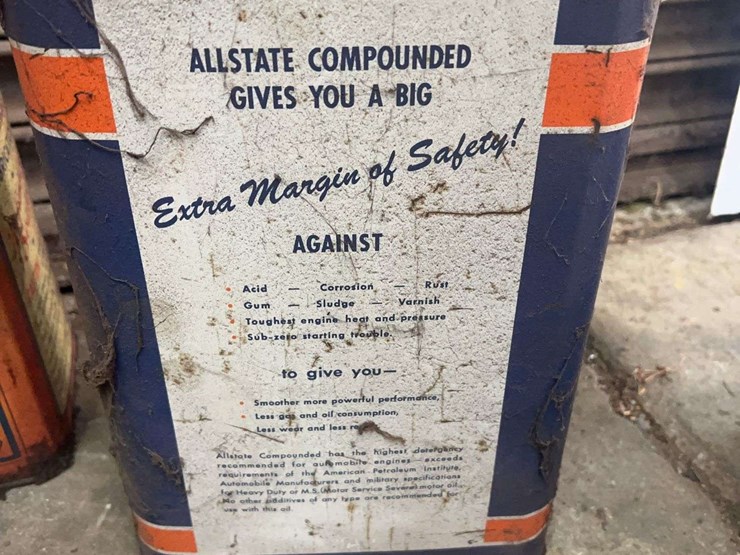 ALLSTATE COMPOUNDED
GIVES YOU A BIG
Extra Margin of Safety!
AGAINST
Acid — Corrosion — Rust
Gum — Sludge — Varnish
Toughest engine heat and pressure
Sub-zero starting trouble.
to give you—
Smoother more powerful performance,
Less gas and oil consumption,
Less wear and less
Allstate Compounded has the highest detergency
recommended for automobile engines exceeds
requirements of the American Petroleum Institute,
Automobile Manufacturers and military specifications
for Heavy Duty or M.S. Motor Service Severe motor oil.
No other additives of any type are recommended for
use with this oil.